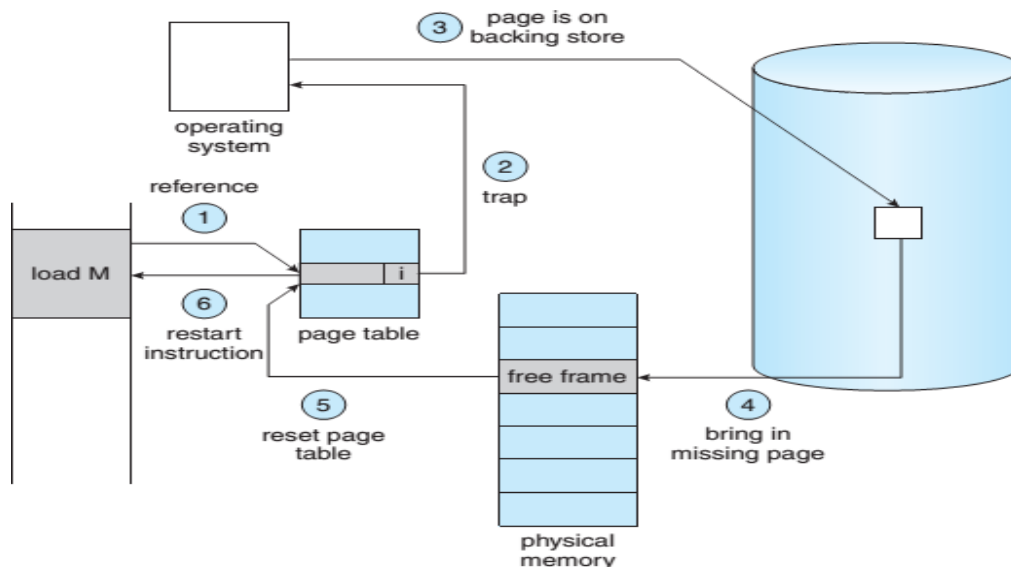 3
page is on
backing store
operating
system
2
trap
reference
1
load M
i
6
restart
instruction
page table
free frame
5
reset page
table
4
bring in
missing page
physical
memory